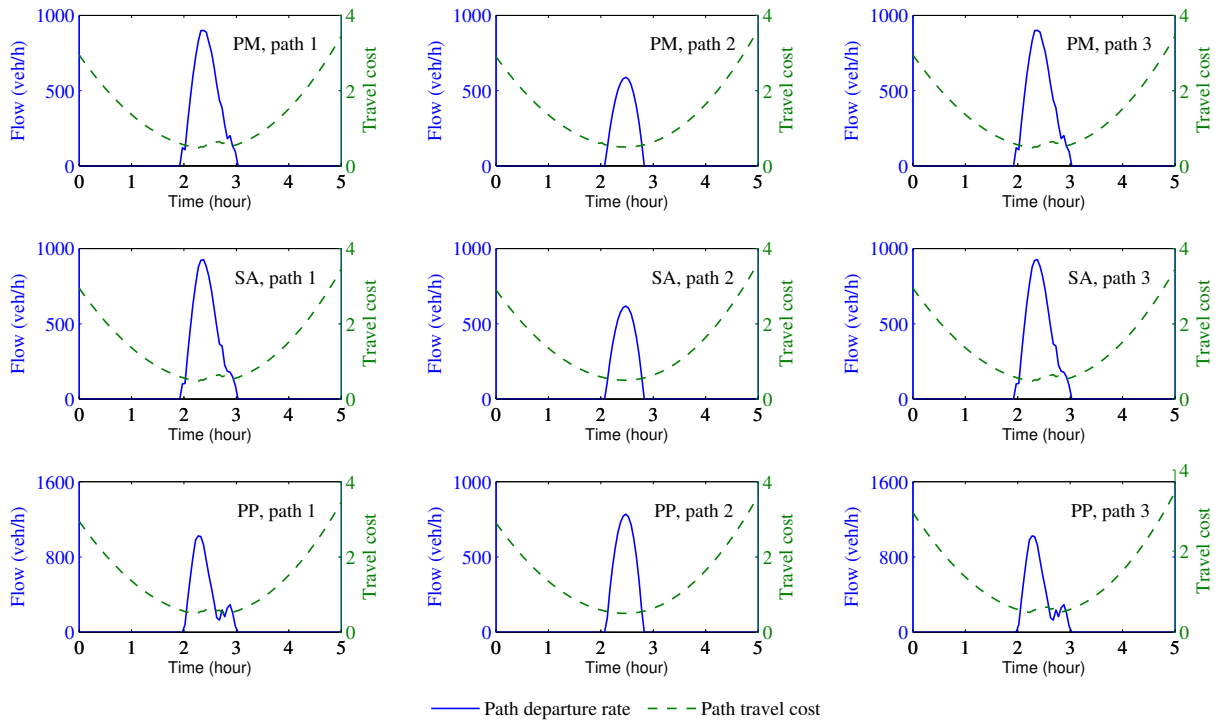 PM, path 1
Flow (veh/h)
1000
500
0
4
2
0
Travel cost
0 1 2 3 4 5
Time (hour)
PM, path 2
Flow (veh/h)
1000
500
0
4
2
0
Travel cost
0 1 2 3 4 5
Time (hour)
PM, path 3
Flow (veh/h)
1000
500
0
4
2
0
Travel cost
0 1 2 3 4 5
Time (hour)
SA, path 1
Flow (veh/h)
1000
500
0
4
2
0
Travel cost
0 1 2 3 4 5
Time (hour)
SA, path 2
Flow (veh/h)
1000
500
0
4
2
0
Travel cost
0 1 2 3 4 5
Time (hour)
SA, path 3
Flow (veh/h)
1000
500
0
4
2
0
Travel cost
0 1 2 3 4 5
Time (hour)
PP, path 1
Flow (veh/h)
1600
800
0
4
2
0
Travel cost
0 1 2 3 4 5
Time (hour)
PP, path 2
Flow (veh/h)
1000
500
0
4
2
0
Travel cost
0 1 2 3 4 5
Time (hour)
PP, path 3
Flow (veh/h)
1600
800
0
4
2
0
Travel cost
0 1 2 3 4 5
Time (hour)
Path departure rate Path travel cost